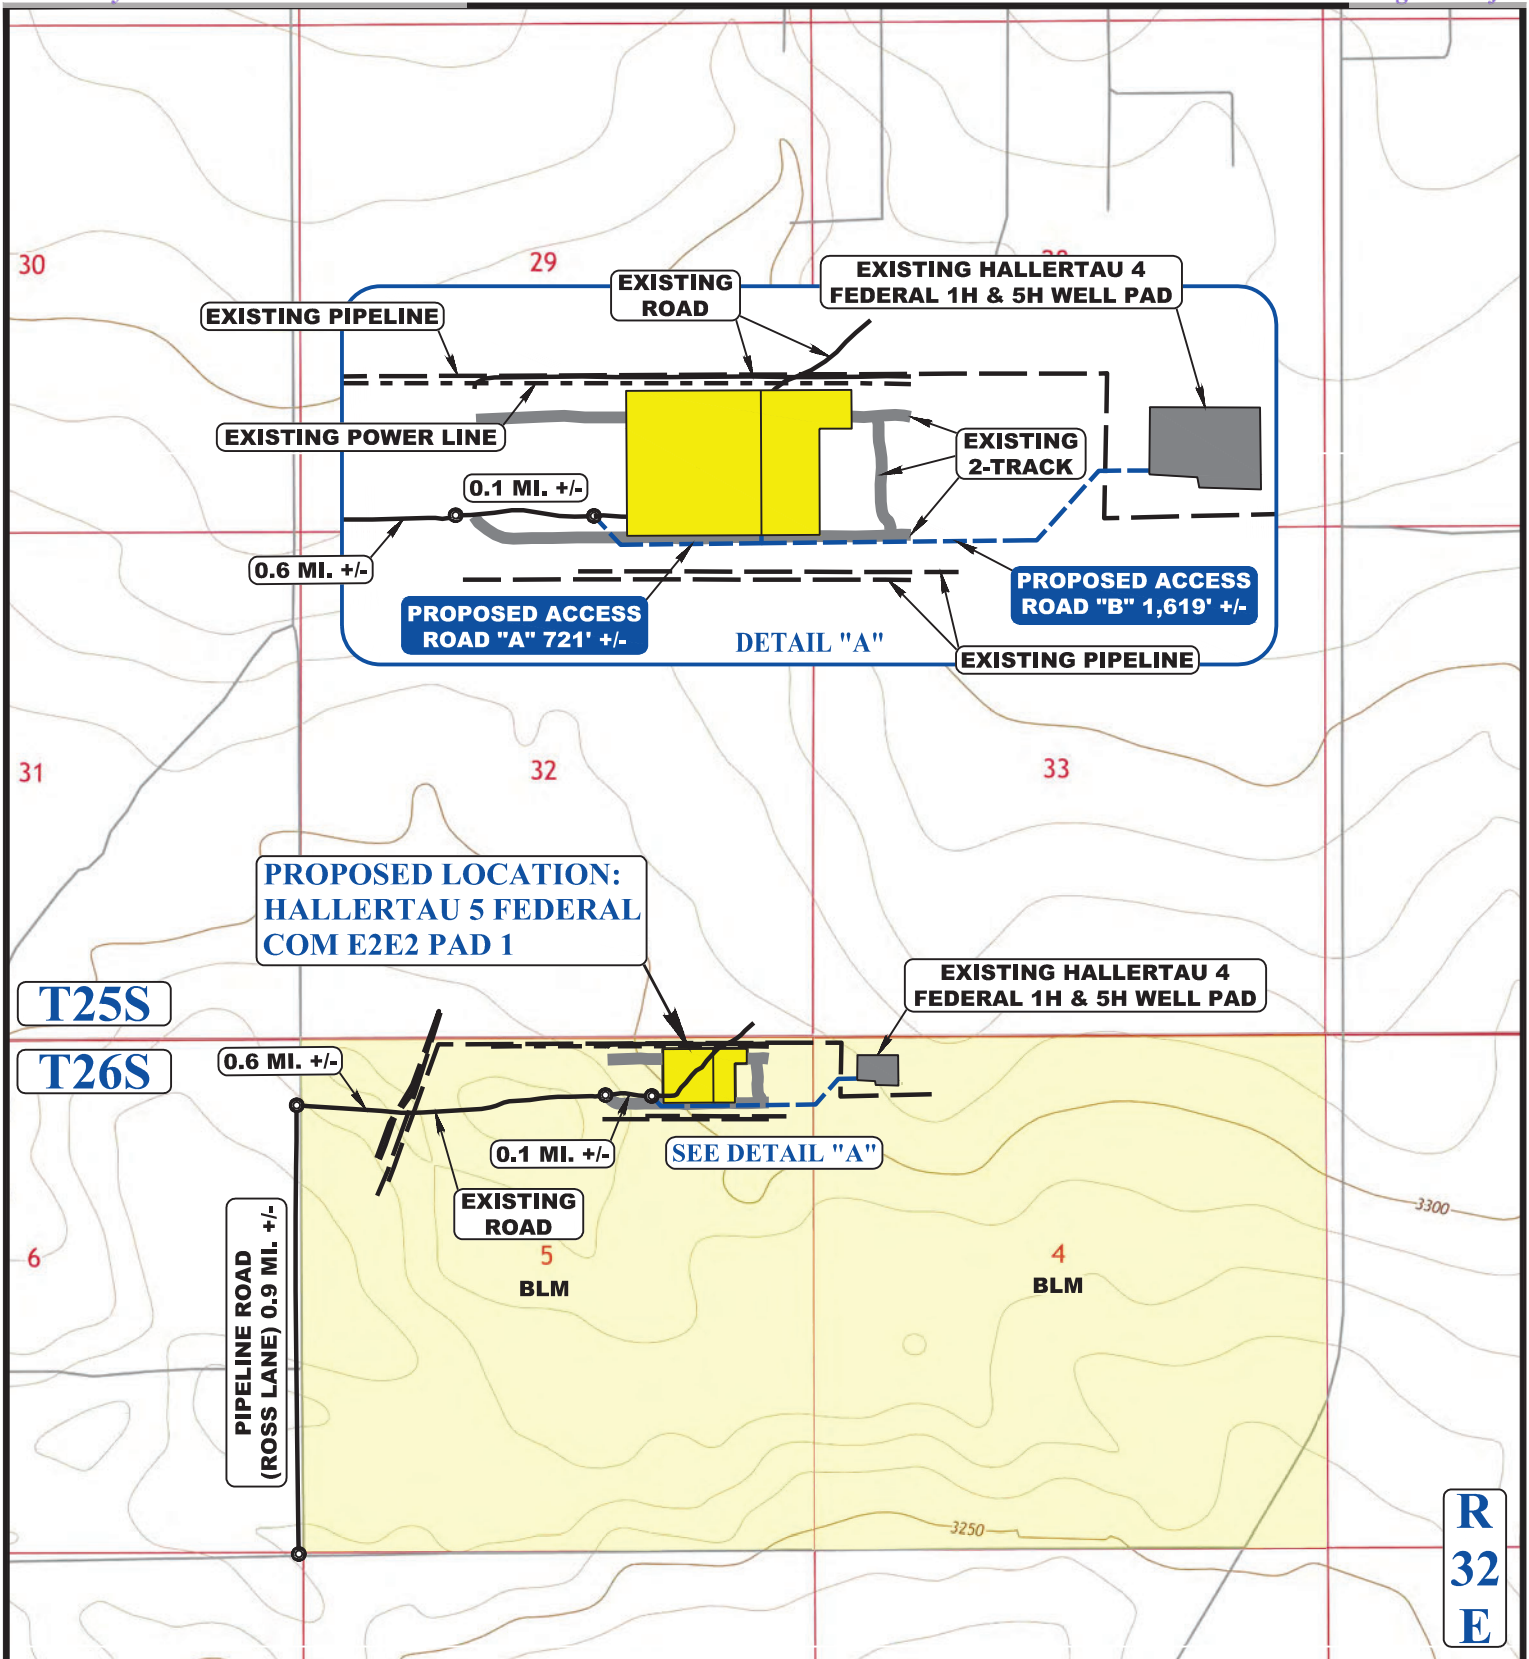 30
29
EXISTING
ROAD
EXISTING HALLERTAU 4
FEDERAL 1H & 5H WELL PAD
EXISTING PIPELINE
EXISTING POWER LINE
EXISTING
2-TRACK
0.1 MI. +/-
0.6 MI. +/-
PROPOSED ACCESS
ROAD "A" 721' +/-
PROPOSED ACCESS
ROAD "B" 1,619' +/-
DETAIL "A"
EXISTING PIPELINE
31
32
33
PROPOSED LOCATION:
HALLERTAU 5 FEDERAL
COM E2E2 PAD 1
EXISTING HALLERTAU 4
FEDERAL 1H & 5H WELL PAD
T25S
T26S
0.6 MI. +/-
0.1 MI. +/-
SEE DETAIL "A"
EXISTING
ROAD
3300
6
5
BLM
4
BLM
PIPELINE ROAD
(ROSS LANE) 0.9 MI. +/-
3250
R
32
E